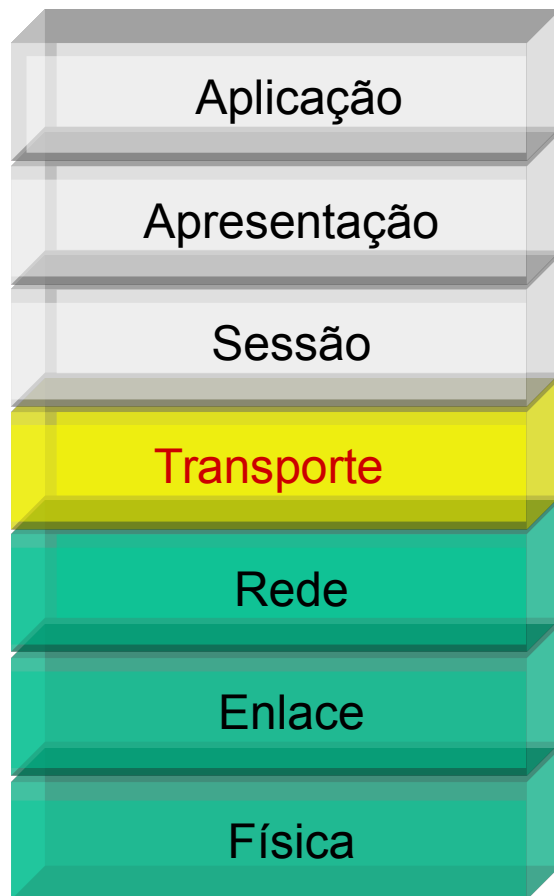 Aplicação
Apresentação
Sessão
Transporte
Rede
Enlace
Física